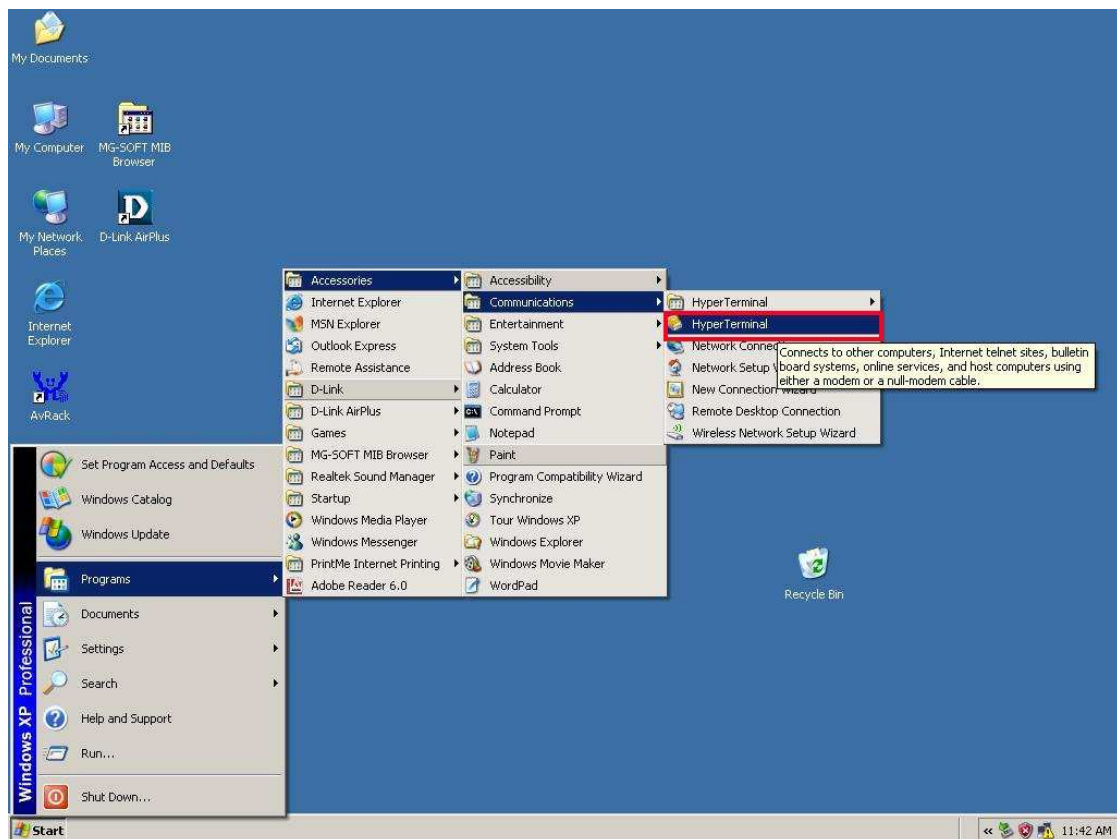 My Documents
My Computer
MG-SOFT MIB
Browser
My Network
Places
D-Link AirPlus
Internet
Explorer
AvRack
Recycle Bin
Windows XP Professional
Set Program Access and Defaults
Windows Catalog
Windows Update
Programs
Documents
Settings
Search
Help and Support
Run...
Shut Down...
Accessories
Internet Explorer
MSN Explorer
Outlook Express
Remote Assistance
D-Link
D-Link AirPlus
Games
MG-SOFT MIB Browser
Realtek Sound Manager
Startup
Windows Media Player
Windows Messenger
PrintMe Internet Printing
Adobe Reader 6.0
Accessibility
Communications
Entertainment
System Tools
Address Book
Calculator
Command Prompt
Notepad
Paint
Program Compatibility Wizard
Synchronize
Tour Windows XP
Windows Explorer
Windows Movie Maker
WordPad
HyperTerminal
HyperTerminal
Network Connec
Network Setup
New Connection Wizard
Remote Desktop Connection
Wireless Network Setup Wizard
Connects to other computers, Internet telnet sites, bulletin
board systems, online services, and host computers using
either a modem or a null-modem cable.
Start
11:42 AM